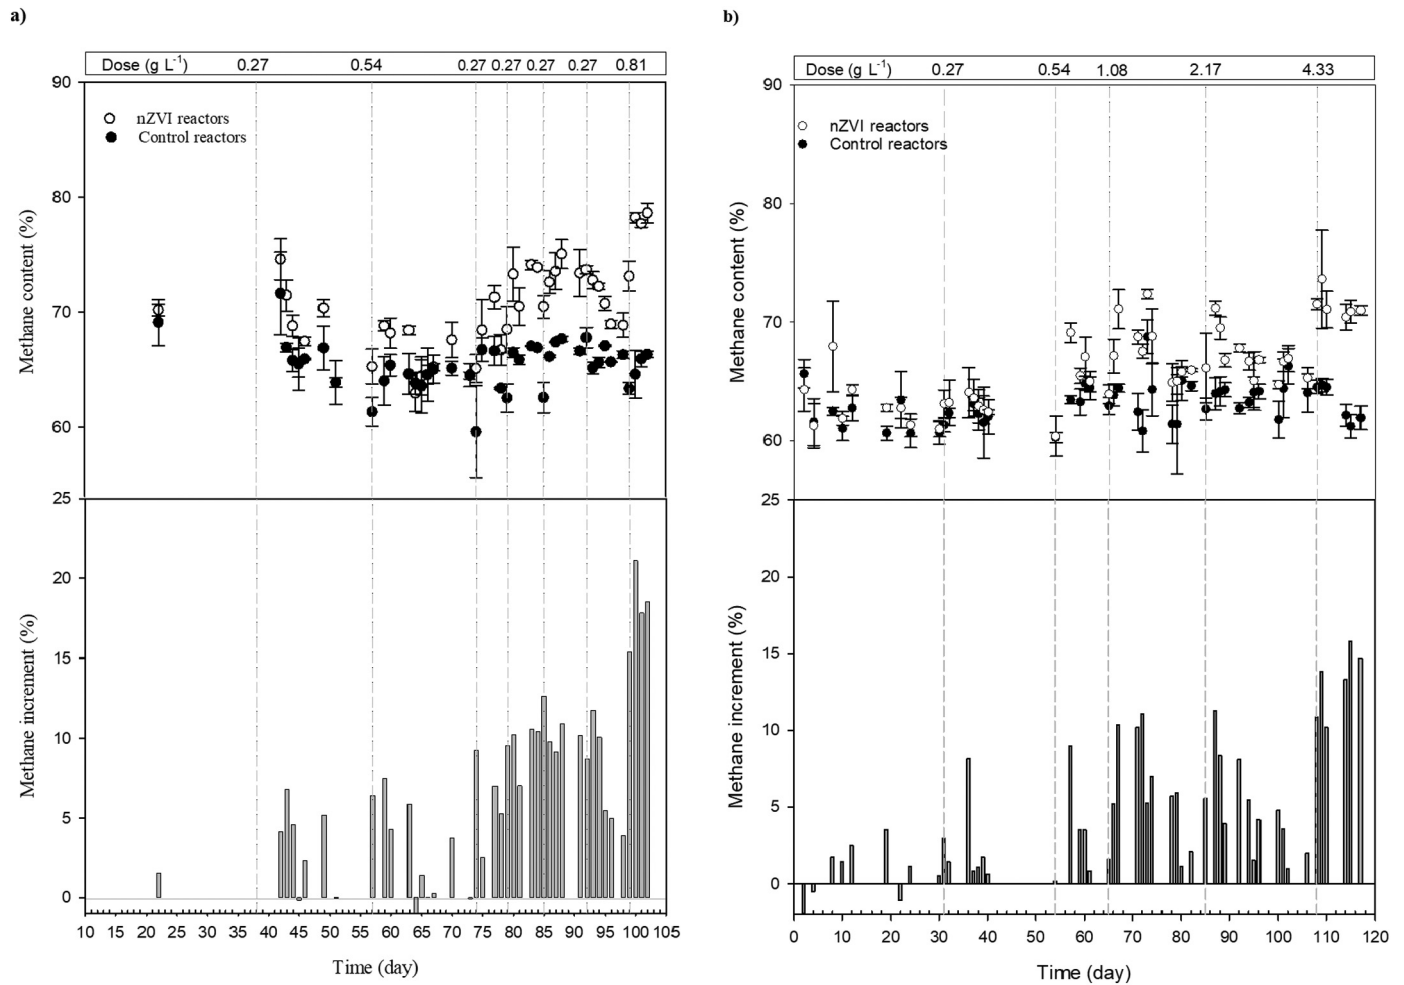 a)
Dose (g L-1) 0.27 0.54 0.27 0.27 0.27 0.27 0.81
90
nZVI reactors
Control reactors
80
70
60
Methane content (%)
25
20
15
10
5
0
Methane increment (%)
10 15 20 25 30 35 40 45 50 55 60 65 70 75 80 85 90 95 100 105
Time (day)
b)
Dose (g L-1) 0.27 0.54 1.08 2.17 4.33
90
nZVI reactors
Control reactors
80
70
60
Methane content (%)
25
20
15
10
5
0
Methane increment (%)
0 10 20 30 40 50 60 70 80 90 100 110 120
Time (day)